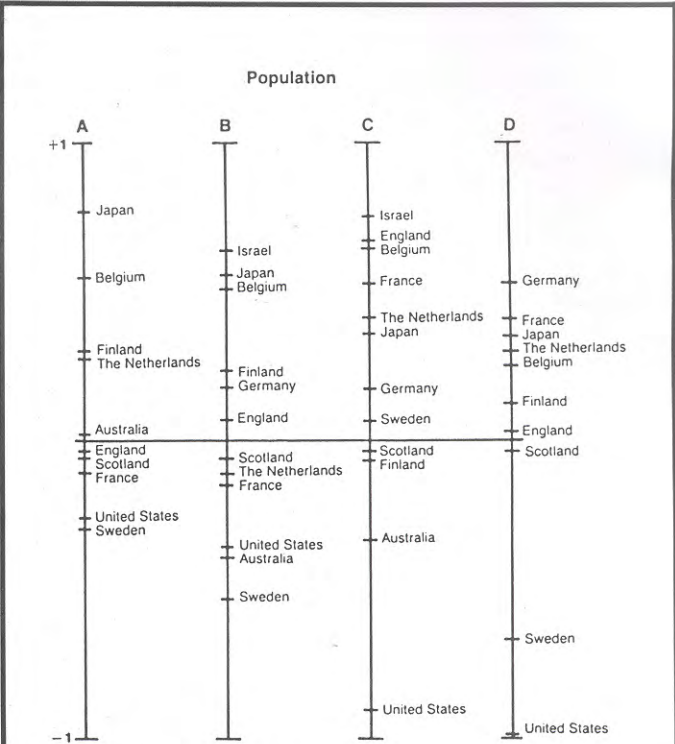 Population
A
B
C
D
+1
Japan
Belgium
Finland
The Netherlands
Australia
England
Scotland
France
United States
Sweden
Israel
Japan
Belgium
Finland
Germany
England
Scotland
The Netherlands
France
United States
Australia
Sweden
Israel
England
Belgium
France
The Netherlands
Japan
Germany
Sweden
Scotland
Finland
Australia
United States
Germany
France
Japan
The Netherlands
Belgium
Finland
England
Scotland
Sweden
United States
−1